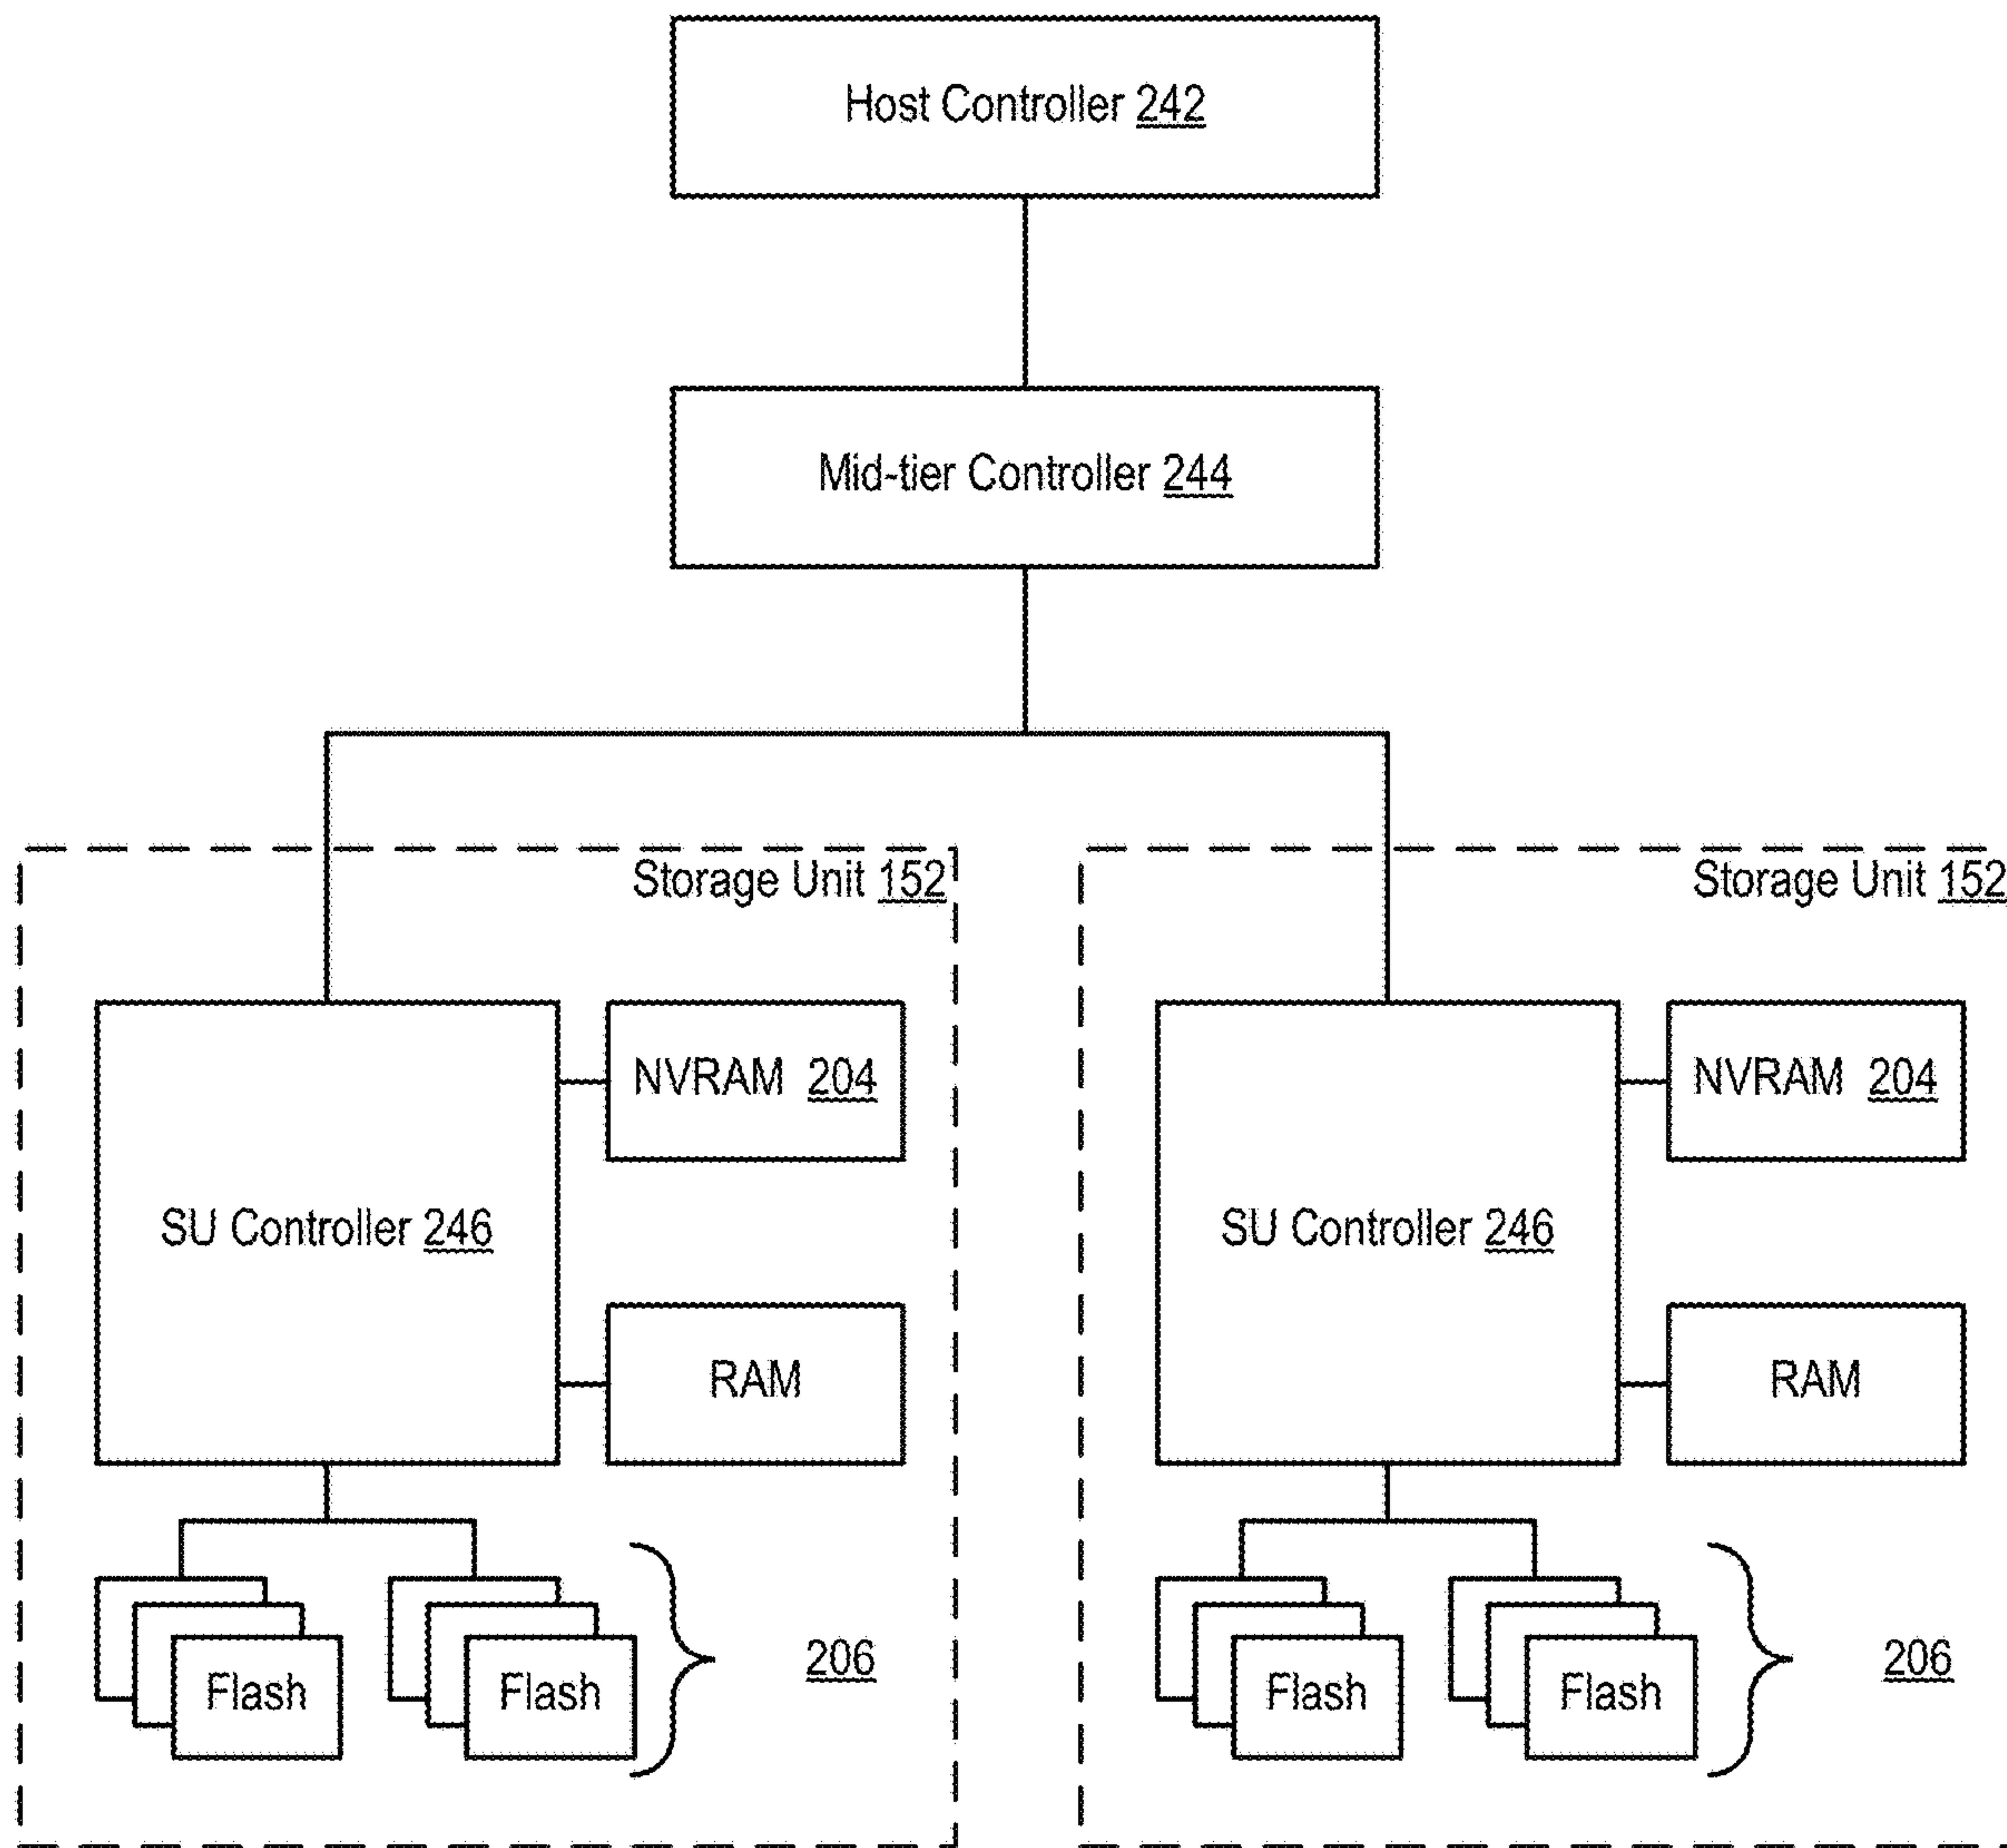 Host Controller 242
Mid-tier Controller 244
Storage Unit 152
Storage Unit 152
NVRAM 204
NVRAM 204
SU Controller 246
SU Controller 246
RAM
RAM
Flash
Flash
206
Flash
Flash
206